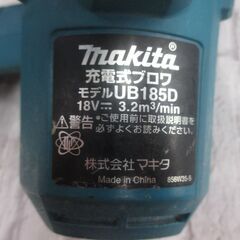 makita®
充電式ブロワ
モデルUB185D
18V⎓ 3.2m³/min
ご使用前に取扱説明書を
必ずよくお読みください。
株式会社マキタ
Made in China